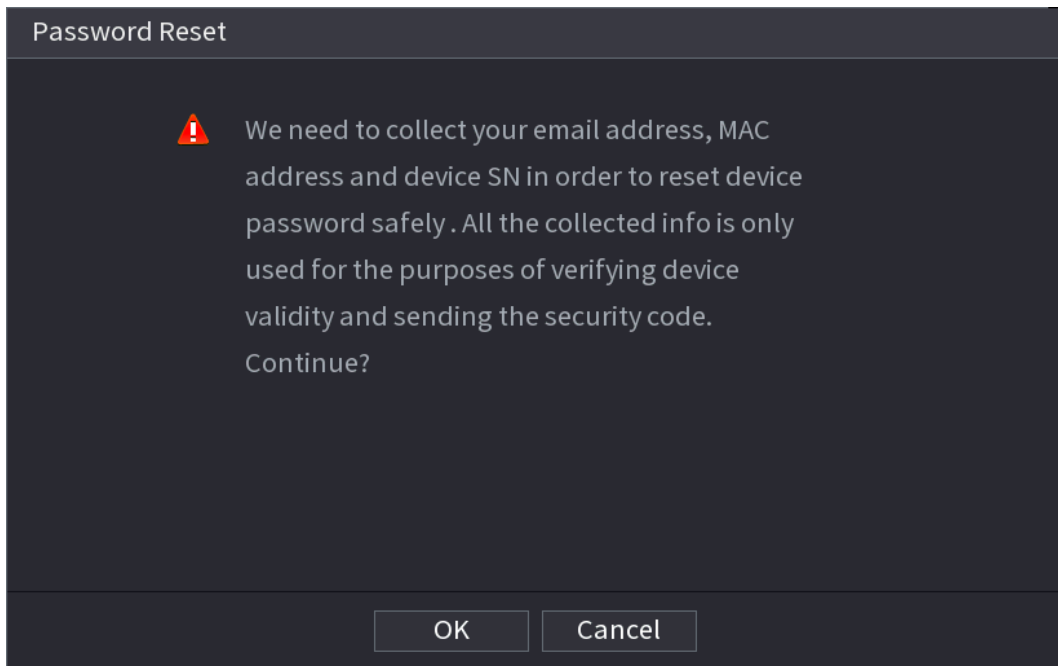 Password Reset
We need to collect your email address, MAC
address and device SN in order to reset device
password safely . All the collected info is only
used for the purposes of verifying device
validity and sending the security code.
Continue?
OK
Cancel